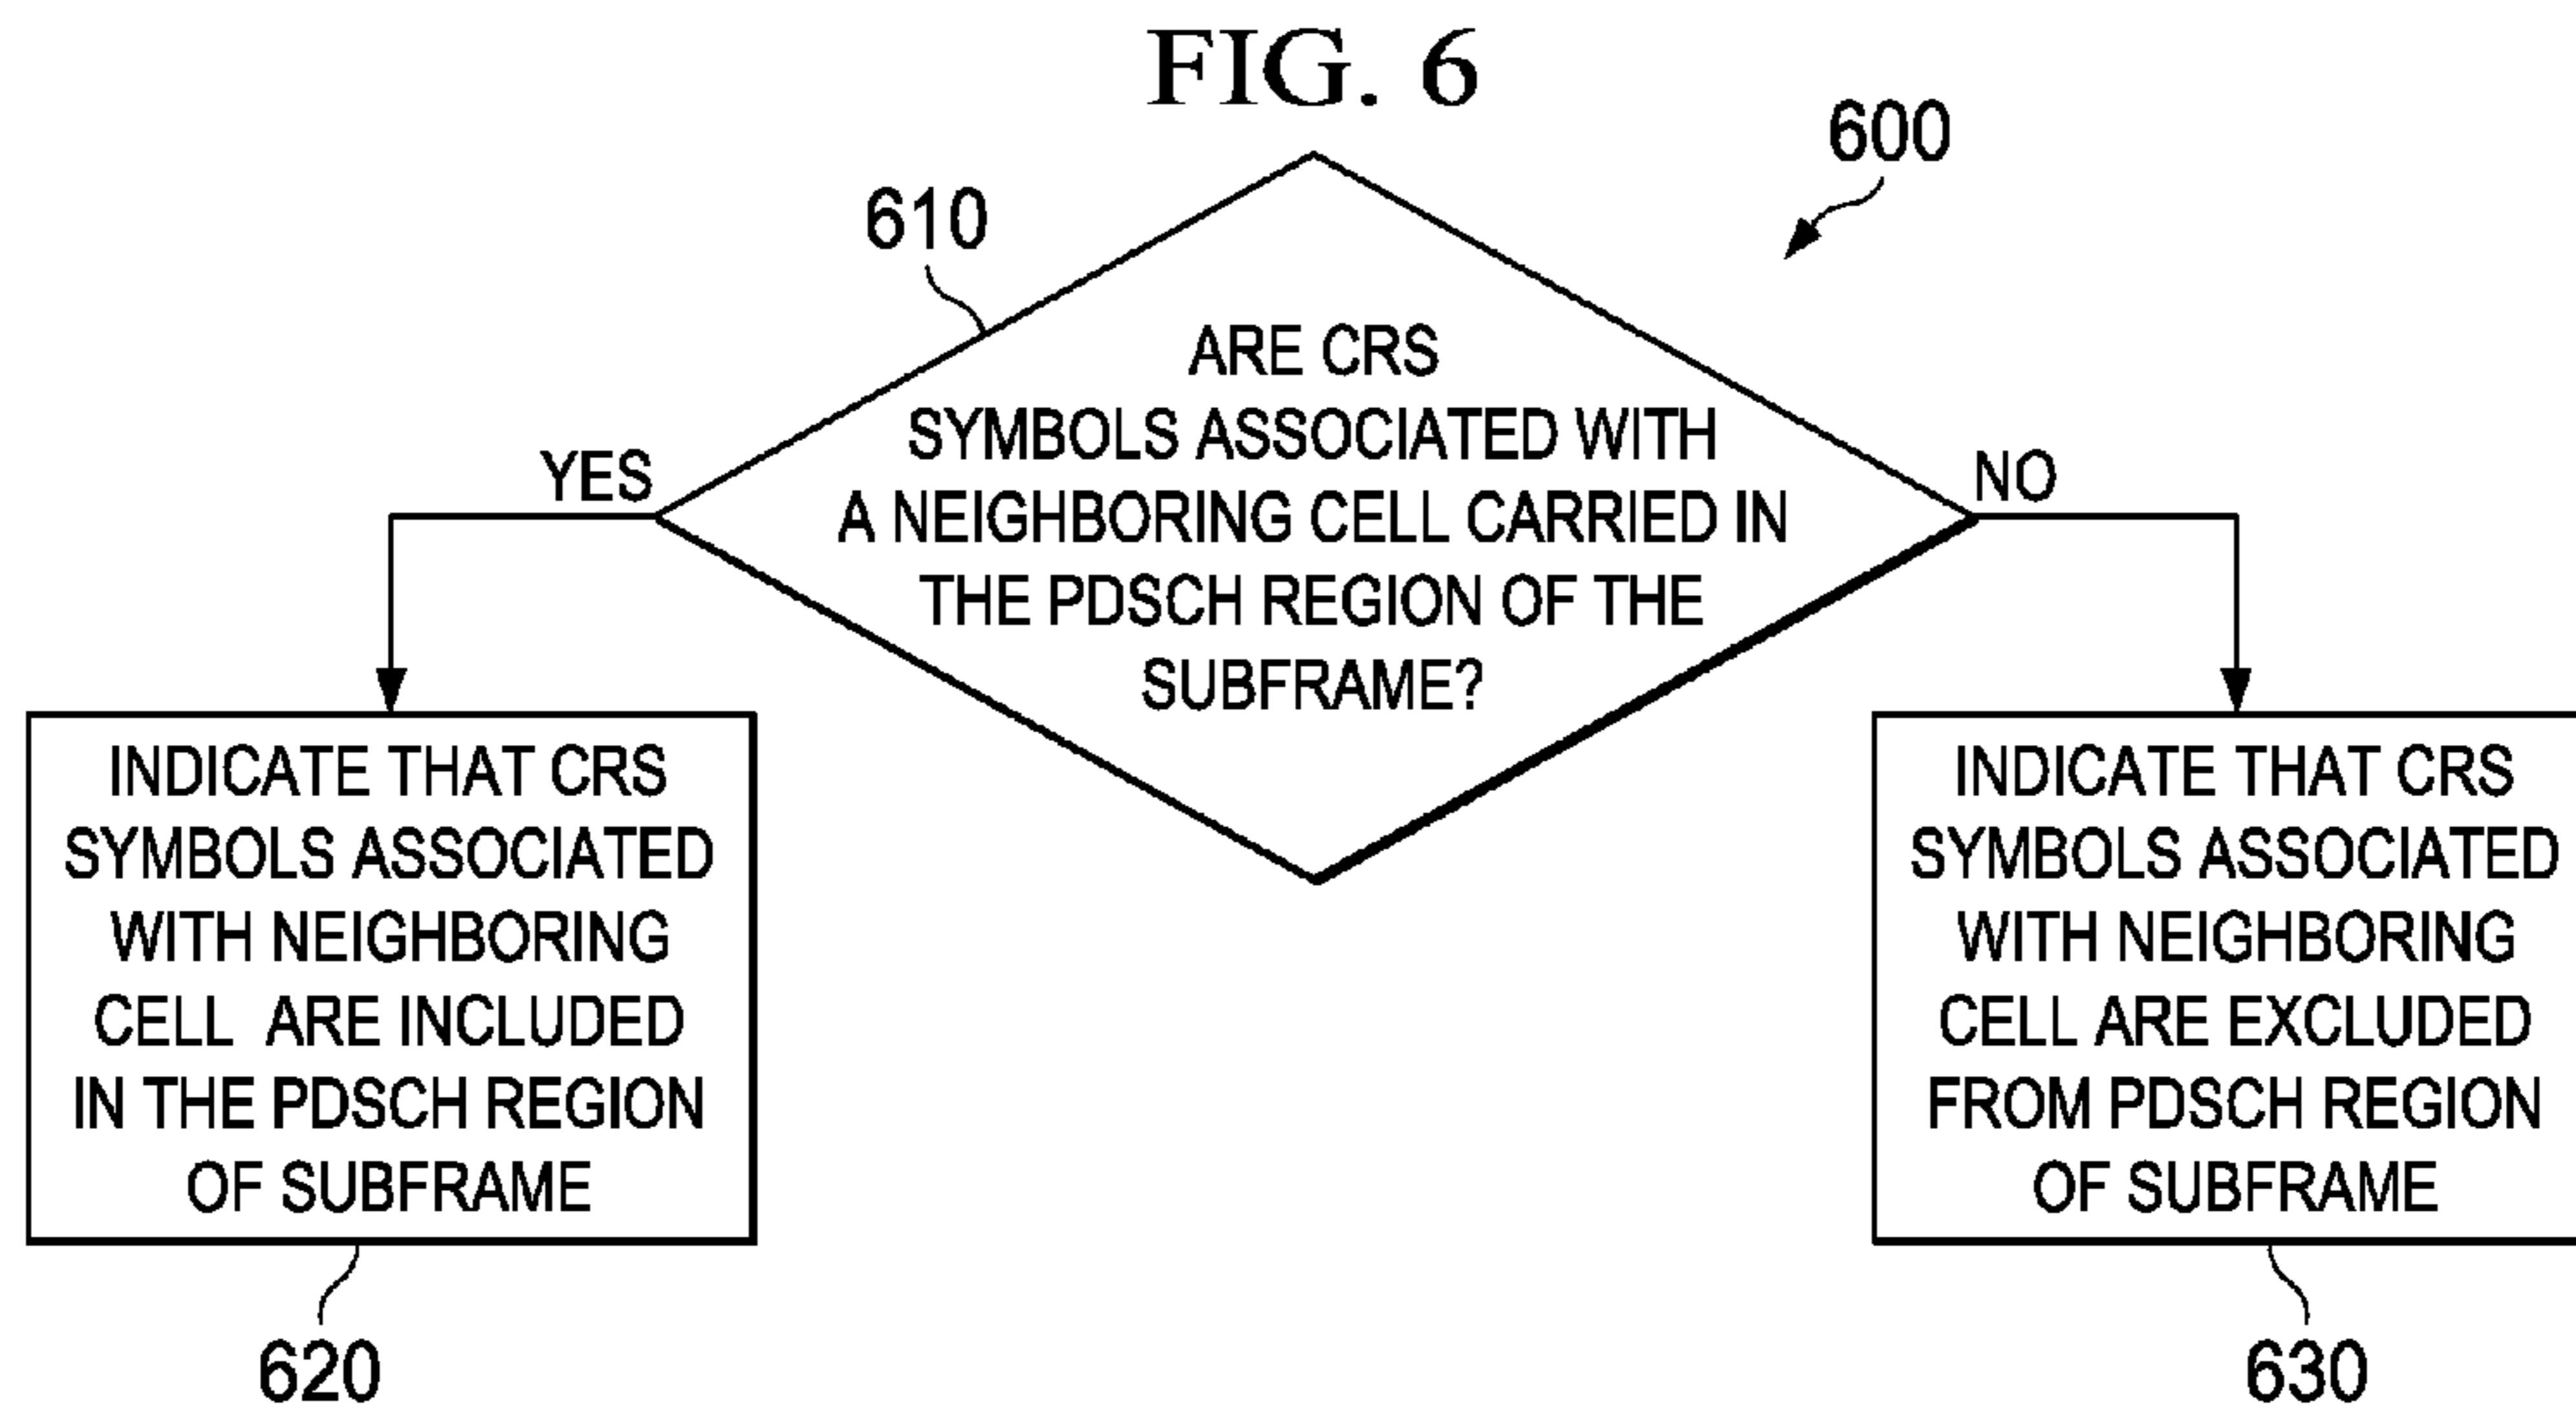 FIG. 6
600
610
ARE CRS
SYMBOLS ASSOCIATED WITH
A NEIGHBORING CELL CARRIED IN
THE PDSCH REGION OF THE
SUBFRAME?
YES
NO
INDICATE THAT CRS
SYMBOLS ASSOCIATED
WITH NEIGHBORING
CELL ARE INCLUDED
IN THE PDSCH REGION
OF SUBFRAME
620
INDICATE THAT CRS
SYMBOLS ASSOCIATED
WITH NEIGHBORING
CELL ARE EXCLUDED
FROM PDSCH REGION
OF SUBFRAME
630